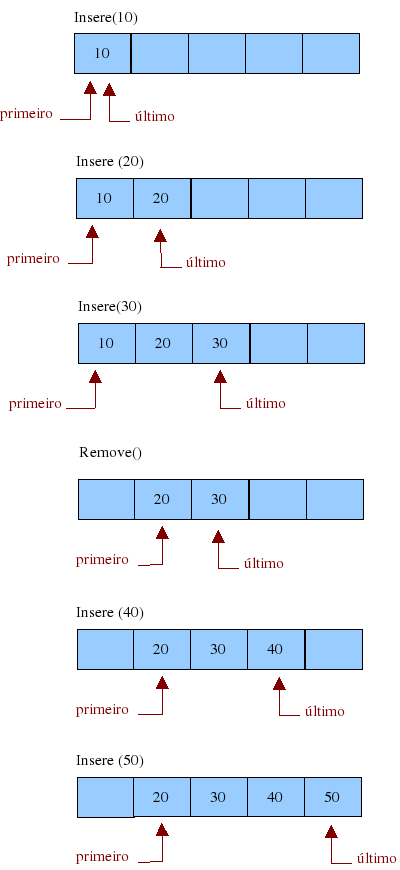 Insere(10)
10
primeiro último
Insere (20)
10 20
primeiro último
Insere(30)
10 20 30
primeiro último
Remove()
20 30
primeiro último
Insere (40)
20 30 40
primeiro último
Insere (50)
20 30 40 50
primeiro último